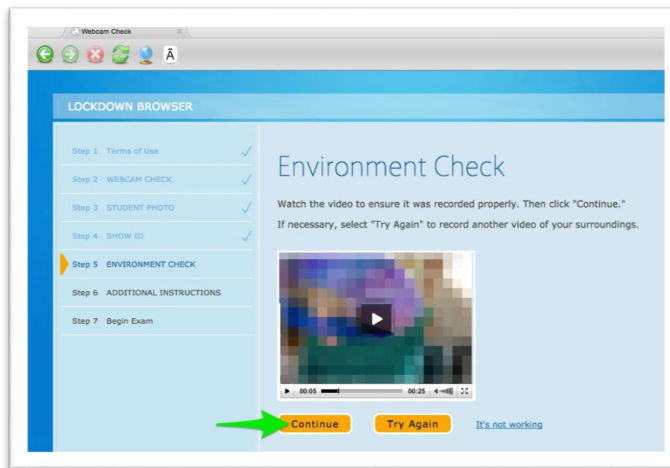 Webcam Check
Ā
LOCKDOWN BROWSER
Step 1 Terms of Use
Step 2 WEBCAM CHECK
Step 3 STUDENT PHOTO
Step 4 SHOW ID
Step 5 ENVIRONMENT CHECK
Step 6 ADDITIONAL INSTRUCTIONS
Step 7 Begin Exam
Environment Check
Watch the video to ensure it was recorded properly. Then click "Continue."
If necessary, select "Try Again" to record another video of your surroundings.
00:05 00:25
Continue Try Again It's not working